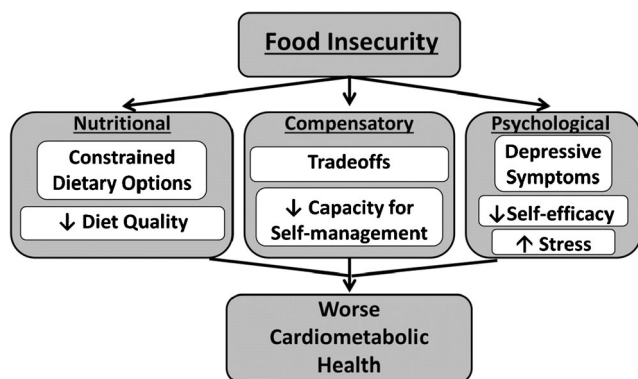 Food Insecurity
Nutritional
Constrained
Dietary Options
↓ Diet Quality
Compensatory
Tradeoffs
↓ Capacity for
Self-management
Psychological
Depressive
Symptoms
↓Self-efficacy
↑ Stress
Worse
Cardiometabolic
Health